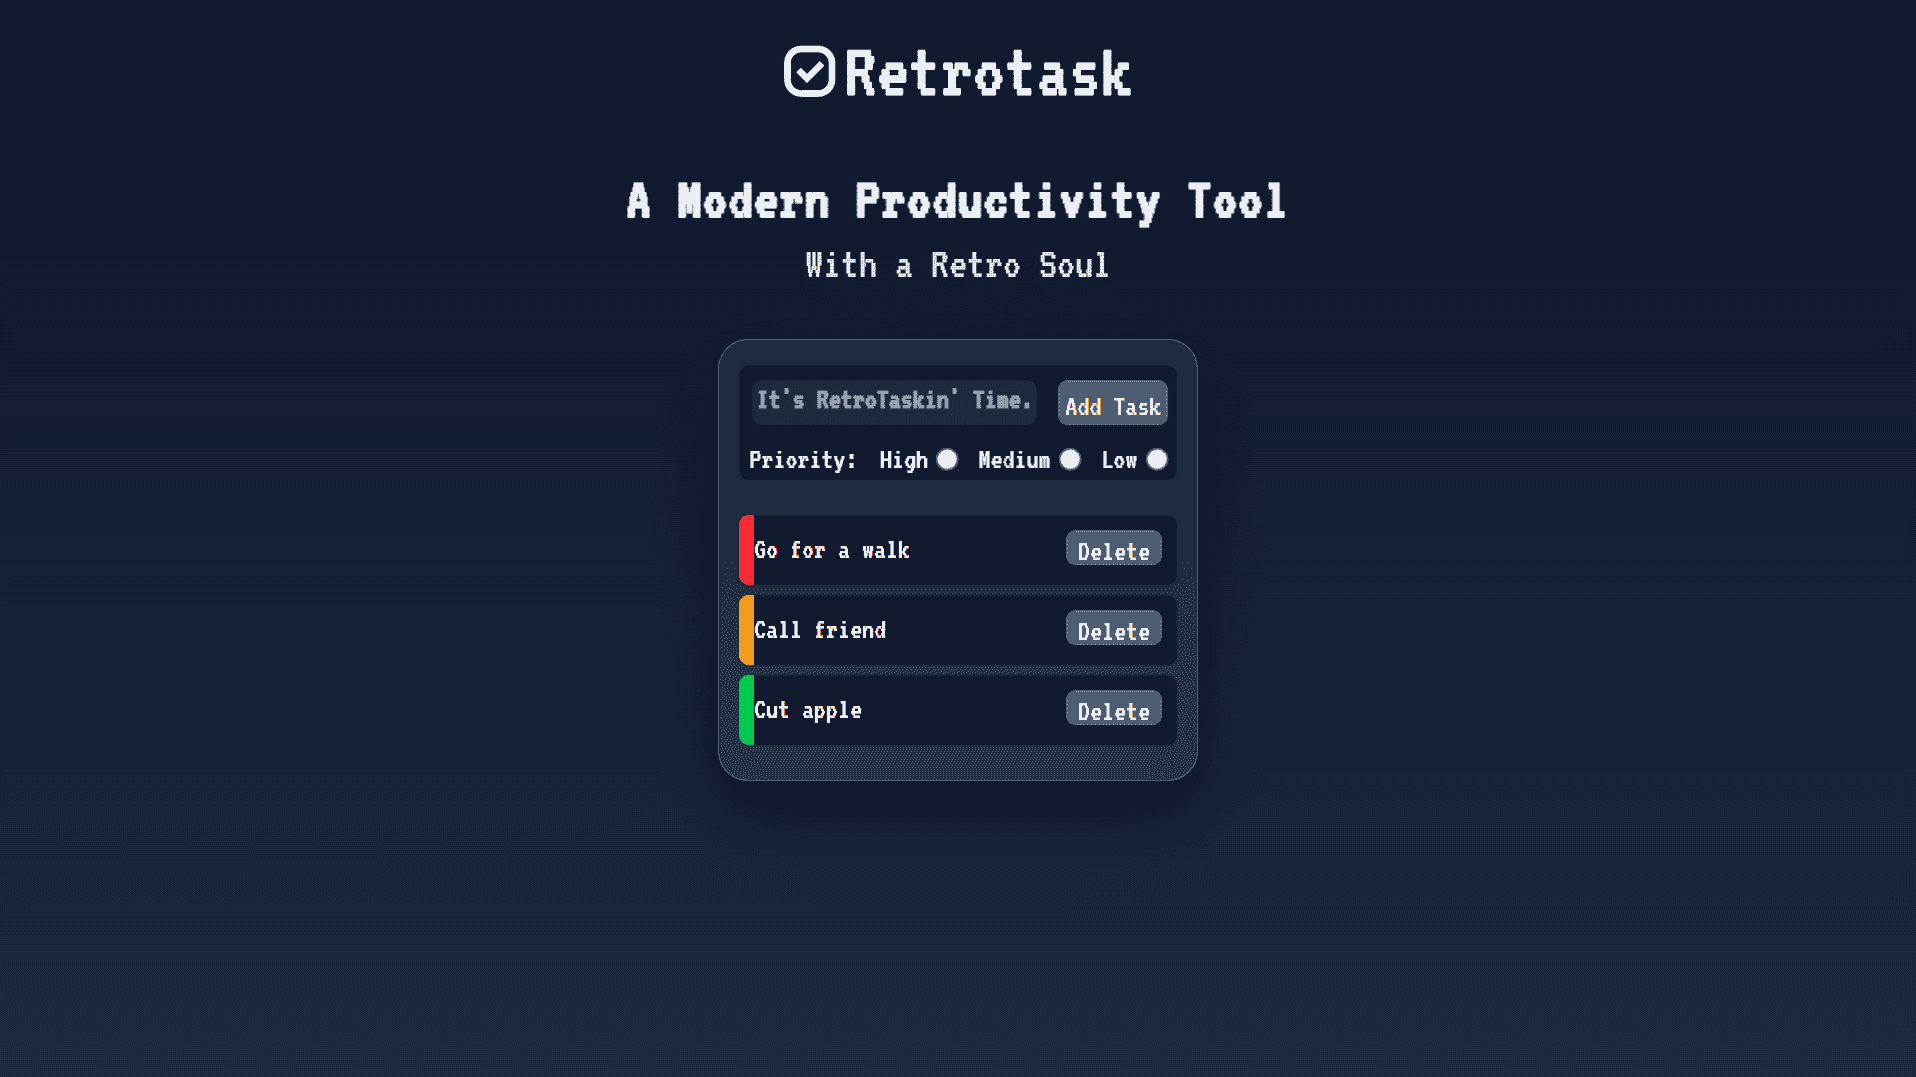 Retrotask
A Modern Productivity Tool
With a Retro Soul
It's RetroTaskin' Time. Add Task
Priority: High Medium Low
Go for a walk Delete
Call friend Delete
Cut apple Delete